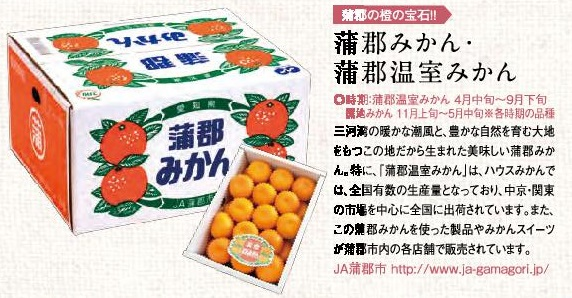 蒲郡
みかん
愛知県
蒲郡
みかん
JA蒲郡市
蒲郡の橙の宝石!!
蒲郡みかん・
蒲郡温室みかん
◎時期:蒲郡温室みかん 4月中旬～9月下旬
露地みかん 11月上旬～5月中旬※各時期の品種
三河湾の暖かな潮風と、豊かな自然を育む大地
をもつこの地だから生まれた美味しい蒲郡みか
ん。特に、「蒲郡温室みかん」は、ハウスみかんで
は、全国有数の生産量となっており、中京・関東
の市場を中心に全国に出荷されています。また、
この蒲郡みかんを使った製品やみかんスイーツ
が蒲郡市内の各店舗で販売されています。
JA蒲郡市 http://www.ja-gamagori.jp/